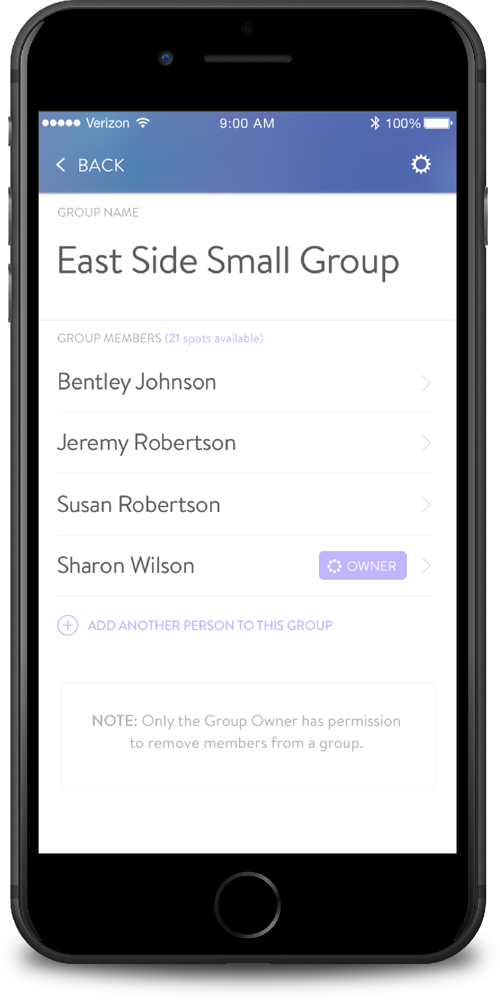 Verizon 9:00 AM 100%
BACK
GROUP NAME
East Side Small Group
GROUP MEMBERS (21 spots available)
Bentley Johnson
Jeremy Robertson
Susan Robertson
Sharon Wilson OWNER
ADD ANOTHER PERSON TO THIS GROUP
NOTE: Only the Group Owner has permission
to remove members from a group.